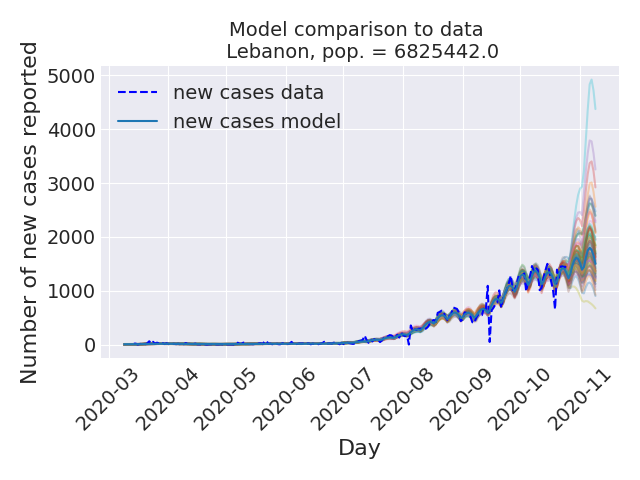 Model comparison to data
Lebanon, pop. = 6825442.0
Number of new cases reported
5000
4000
3000
2000
1000
0
new cases data
new cases model
2020-03
2020-04
2020-05
2020-06
2020-07
2020-08
2020-09
2020-10
2020-11
Day